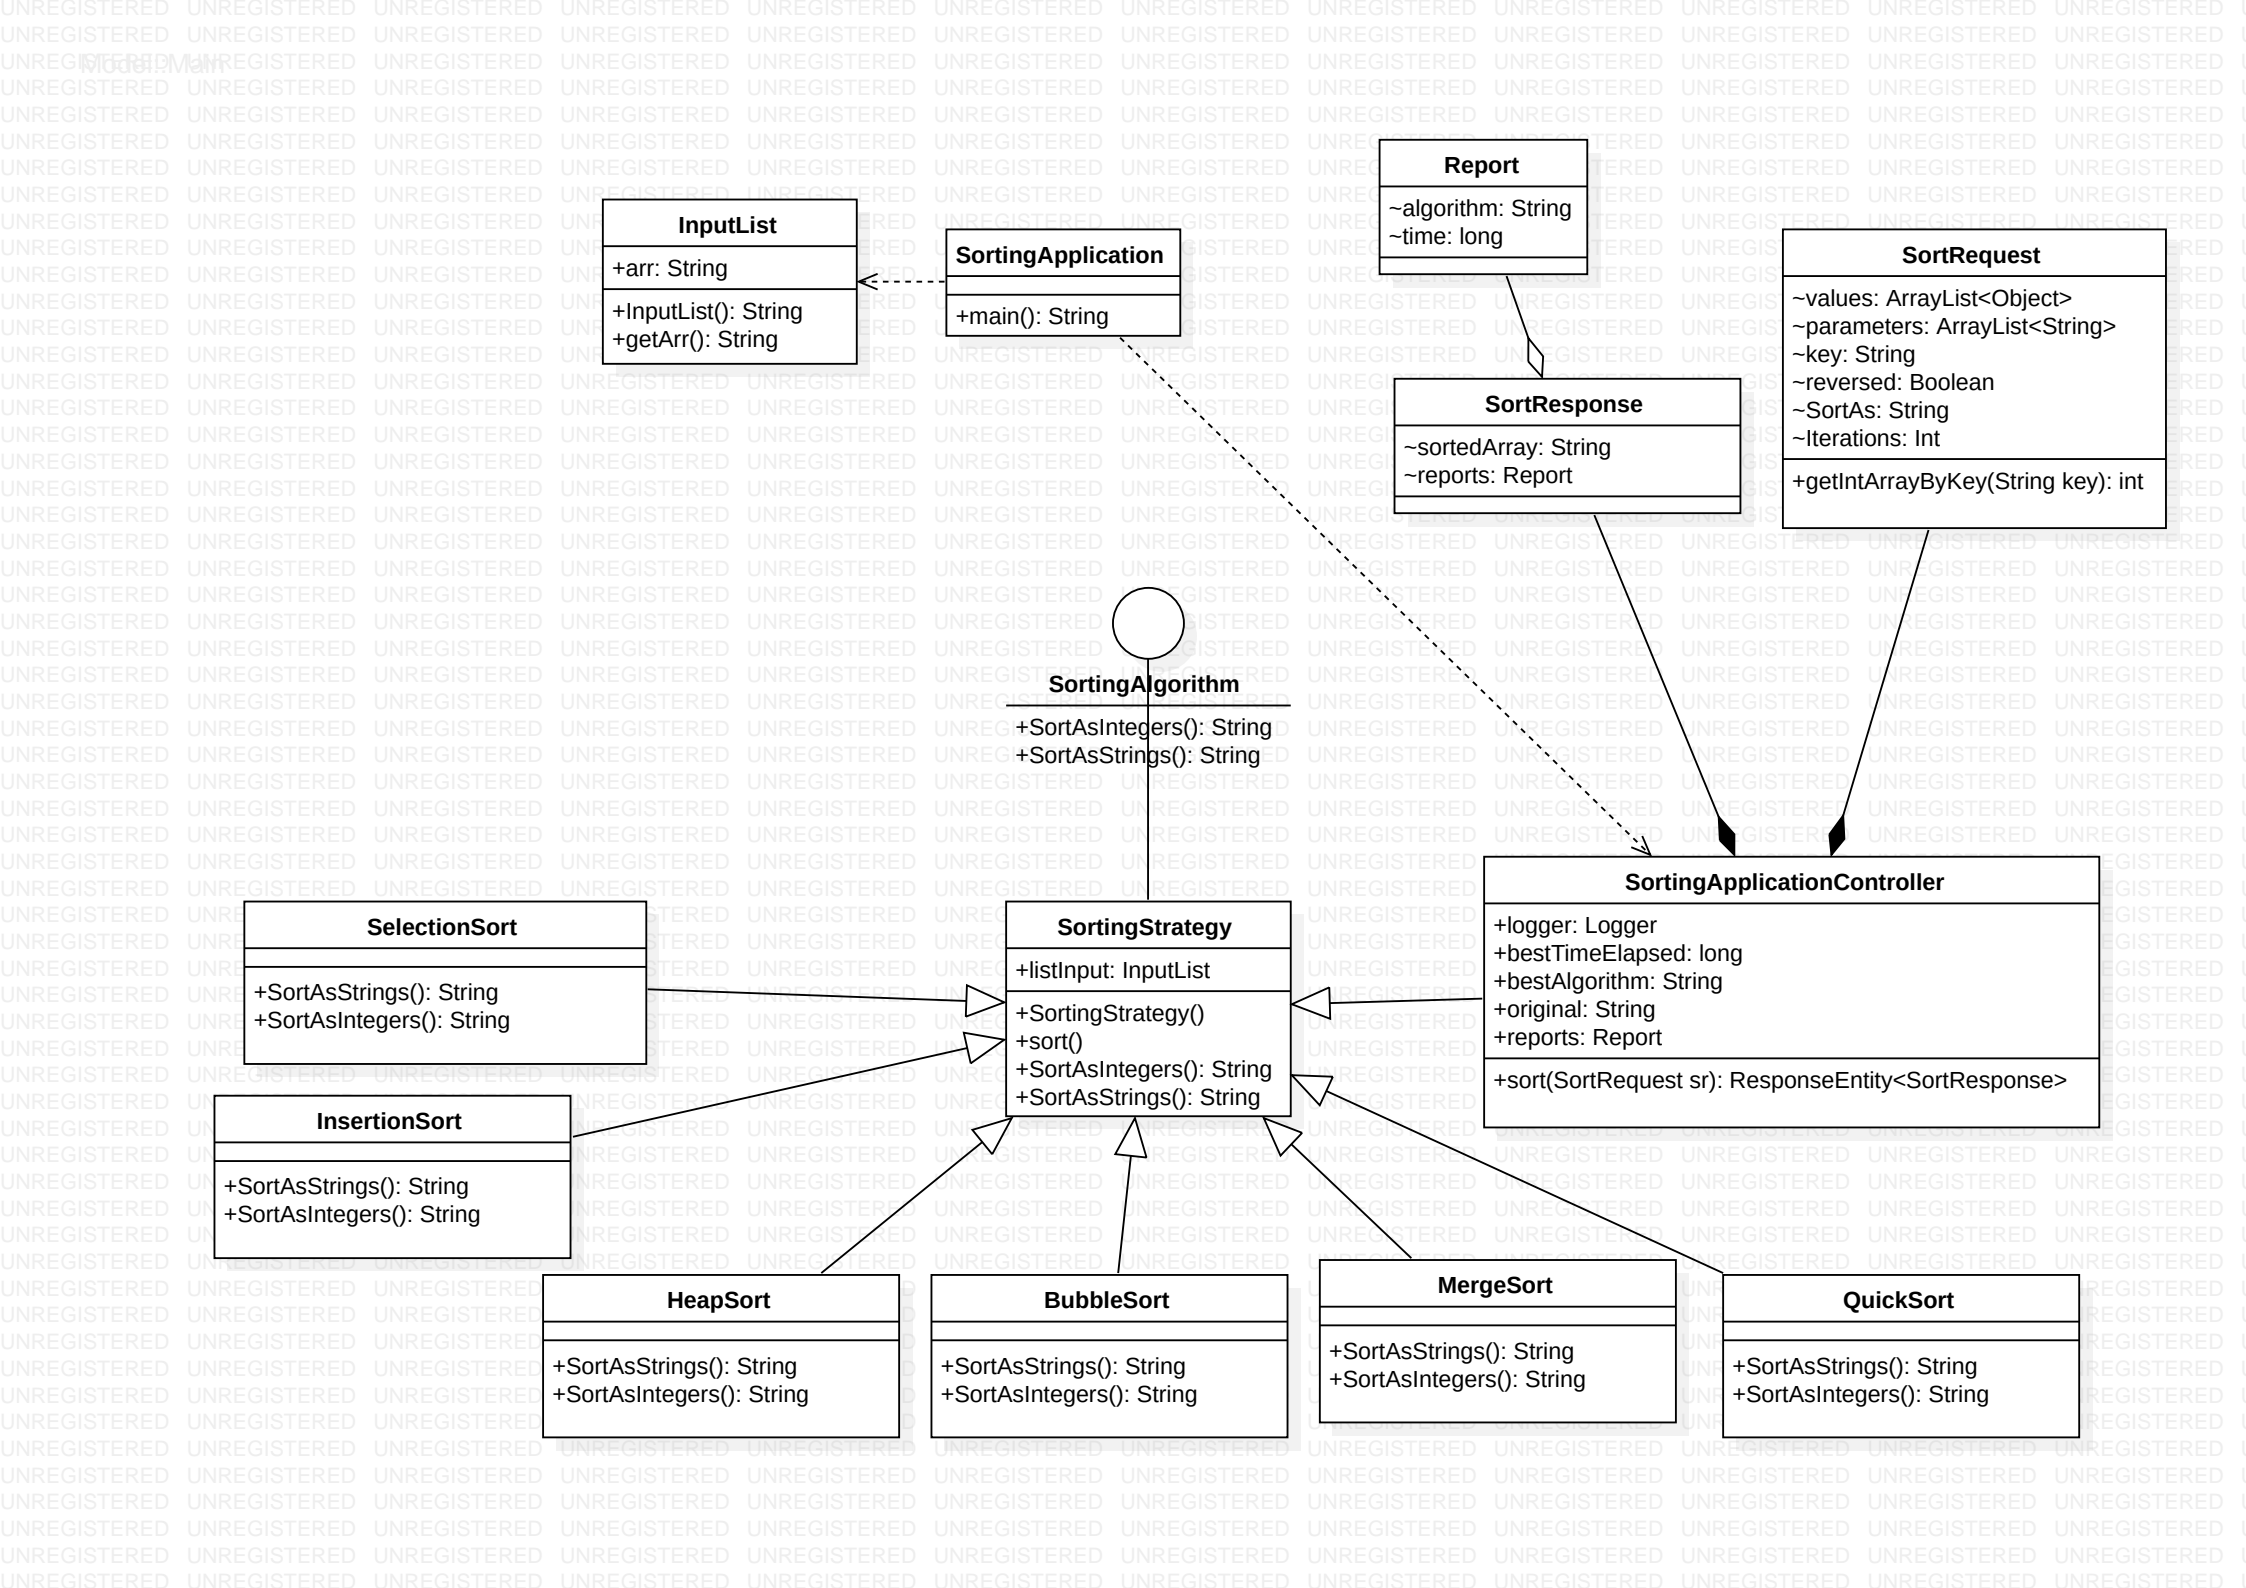 Model::Main
Report
~algorithm: String
~time: long
InputList
+arr: String
+InputList(): String
+getArr(): String
SortingApplication
+main(): String
SortRequest
~values: ArrayList<Object>
~parameters: ArrayList<String>
~key: String
~reversed: Boolean
~SortAs: String
~Iterations: Int
+getIntArrayByKey(String key): int
SortResponse
~sortedArray: String
~reports: Report
SortingAlgorithm
+SortAsIntegers(): String
+SortAsStrings(): String
SortingApplicationController
+logger: Logger
+bestTimeElapsed: long
+bestAlgorithm: String
+original: String
+reports: Report
+sort(SortRequest sr): ResponseEntity<SortResponse>
SelectionSort
+SortAsStrings(): String
+SortAsIntegers(): String
SortingStrategy
+listInput: InputList
+SortingStrategy()
+sort()
+SortAsIntegers(): String
+SortAsStrings(): String
InsertionSort
+SortAsStrings(): String
+SortAsIntegers(): String
HeapSort
+SortAsStrings(): String
+SortAsIntegers(): String
BubbleSort
+SortAsStrings(): String
+SortAsIntegers(): String
MergeSort
+SortAsStrings(): String
+SortAsIntegers(): String
QuickSort
+SortAsStrings(): String
+SortAsIntegers(): String
UNREGISTERED